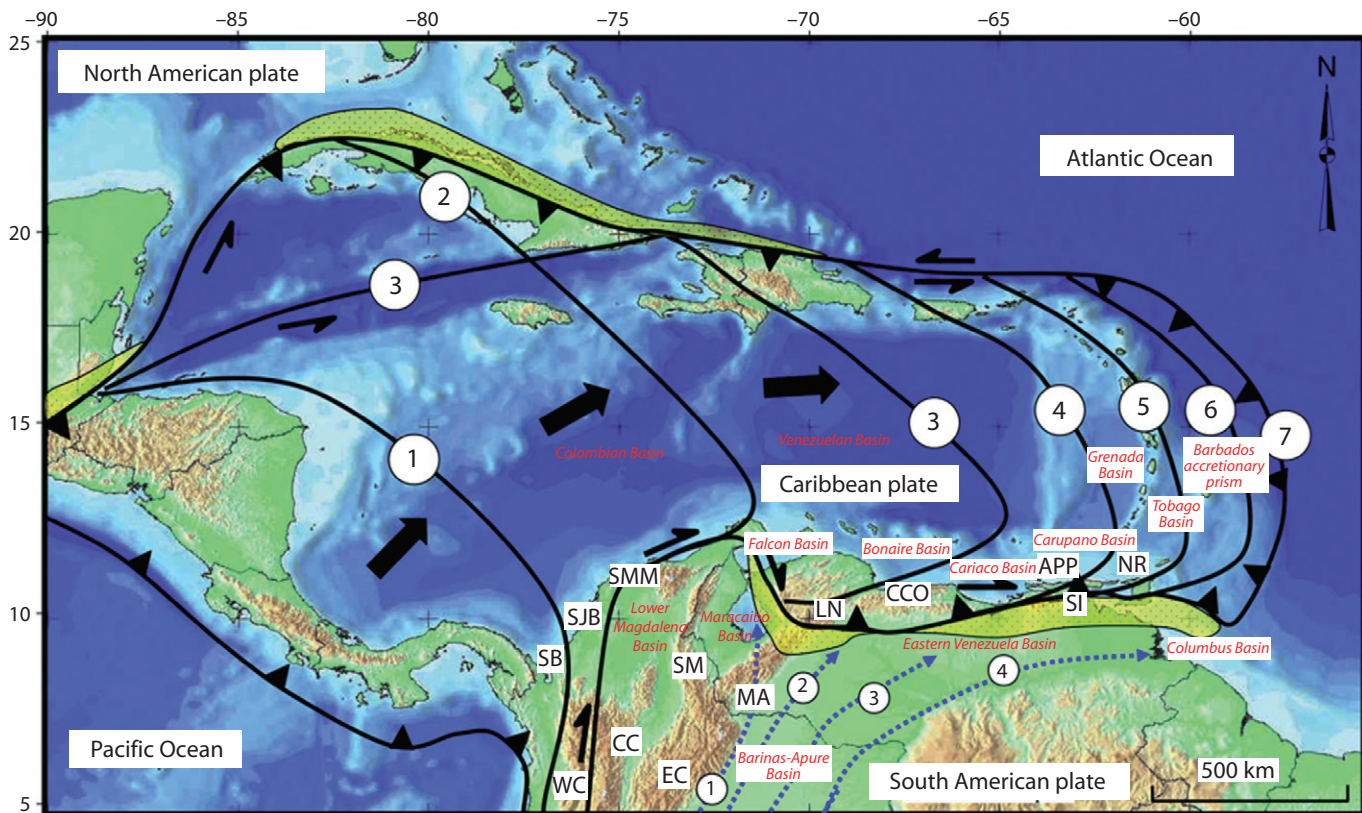 −90 −85 −80 −75 −70 −65 −60
25
North American plate
N
Atlantic Ocean
2
20
3
15
1
Colombian Basin
Venezuelan Basin
3
4
5
6
7
Grenada
Basin
Barbados
accretionary
prism
Caribbean plate
Tobago
Basin
Falcon Basin
Bonaire Basin
Carupano Basin
Cariaco Basin
APP
NR
SMM
SJB
Lower
Magdalena
Basin
Maracaibo
Basin
LN
CCO
SI
10
SB
SM
Eastern Venezuela Basin
Columbus Basin
MA
2
3
4
Pacific Ocean
CC
WC
EC
1
Barinas-Apure
Basin
South American plate
500 km
5